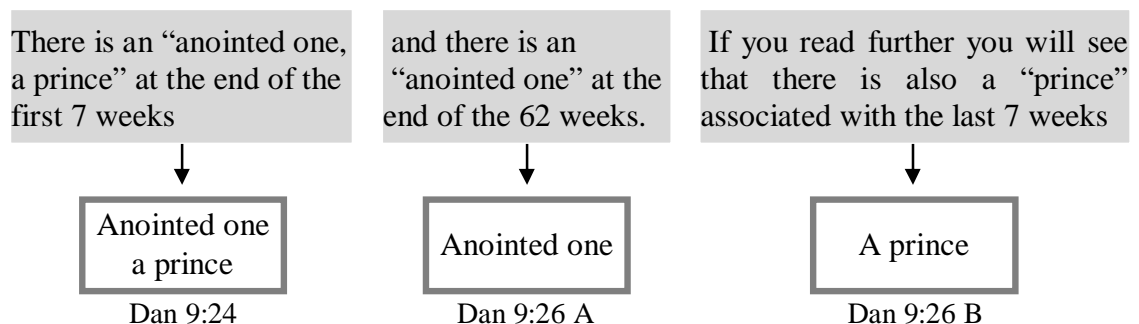 There is an “anointed one,
a prince” at the end of the
first 7 weeks
and there is an
“anointed one” at the
end of the 62 weeks.
If you read further you will see
that there is also a “prince”
associated with the last 7 weeks
Anointed one
a prince
Anointed one
A prince
Dan 9:24
Dan 9:26 A
Dan 9:26 B